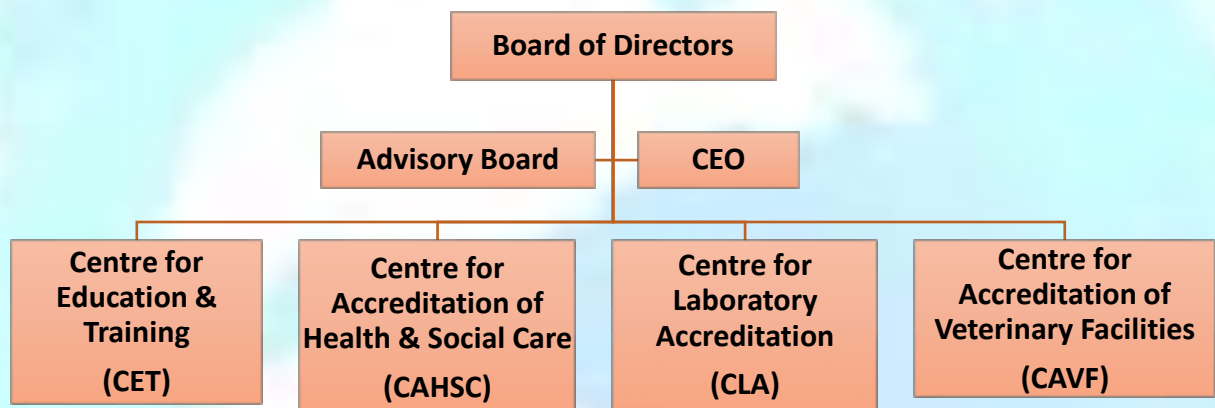 Board of Directors
Advisory Board
CEO
Centre for
Education &
Training
(CET)
Centre for
Accreditation of
Health & Social Care
(CAHSC)
Centre for
Laboratory
Accreditation
(CLA)
Centre for
Accreditation of
Veterinary Facilities
(CAVF)